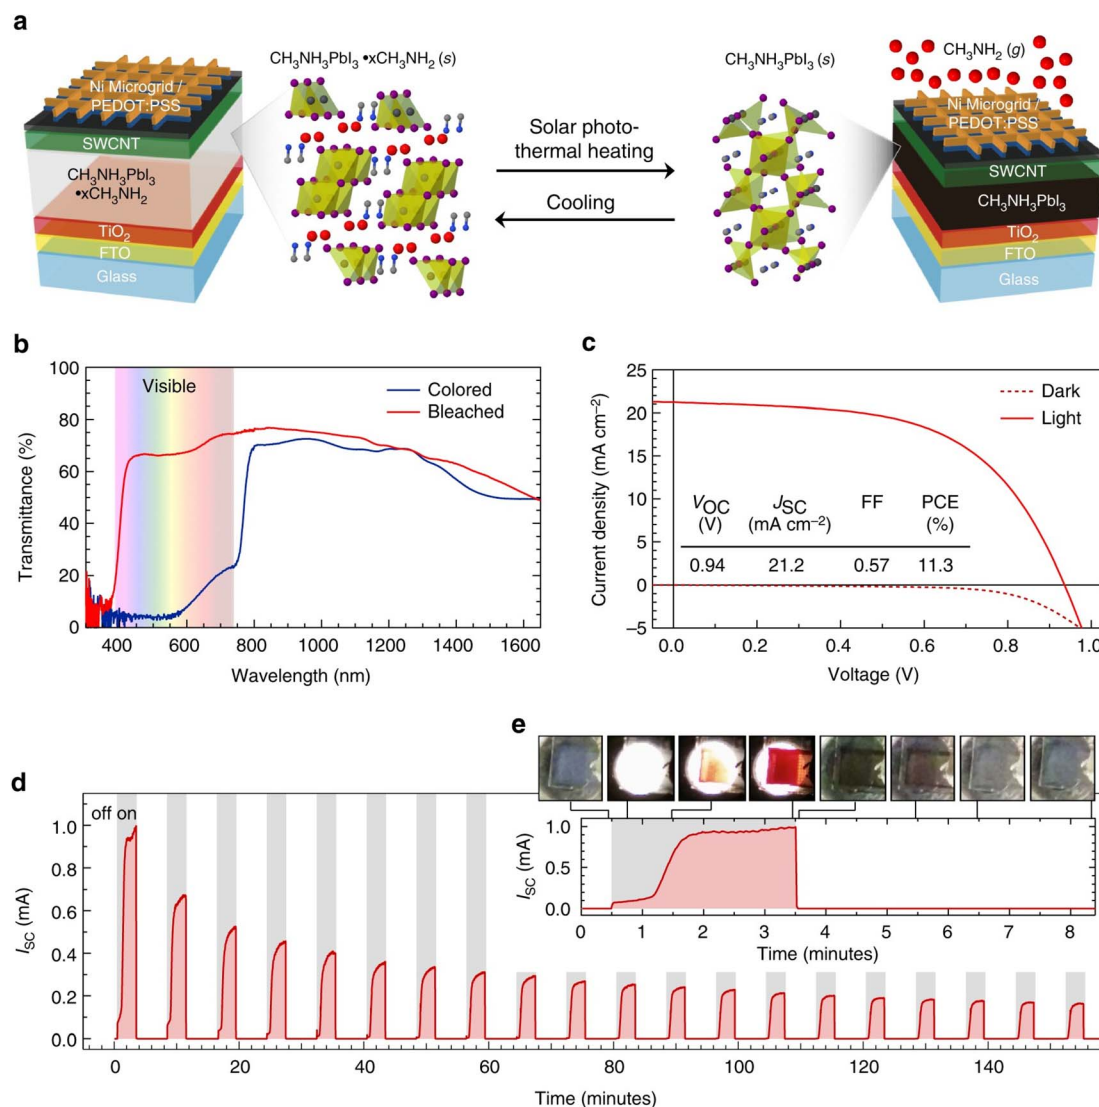 a
CH₃NH₃PbI₃ •xCH₃NH₂ (s)
CH₃NH₃PbI₃ (s)
CH₃NH₂ (g)
Ni Microgrid /
PEDOT:PSS
SWCNT
CH₃NH₃PbI₃
•xCH₃NH₂
TiO₂
FTO
Glass
Solar photo-
thermal heating
Cooling
Ni Microgrid /
PEDOT:PSS
SWCNT
CH₃NH₃PbI₃
TiO₂
FTO
Glass
b
100
80
60
40
20
0
Transmittance (%)
Visible
Colored
Bleached
400 600 800 1000 1200 1400 1600
Wavelength (nm)
c
25
20
15
10
5
0
–5
Current density (mA cm⁻²)
Dark
Light
V_OC J_SC FF PCE
(V) (mA cm⁻²) (%)
0.94 21.2 0.57 11.3
0.0 0.2 0.4 0.6 0.8 1.0
Voltage (V)
d
off on
1.0
0.8
0.6
0.4
0.2
0.0
I_SC (mA)
0 20 40 60 80 100 120 140
Time (minutes)
e
1.0
0.5
0.0
I_SC (mA)
0 1 2 3 4 5 6 7 8
Time (minutes)